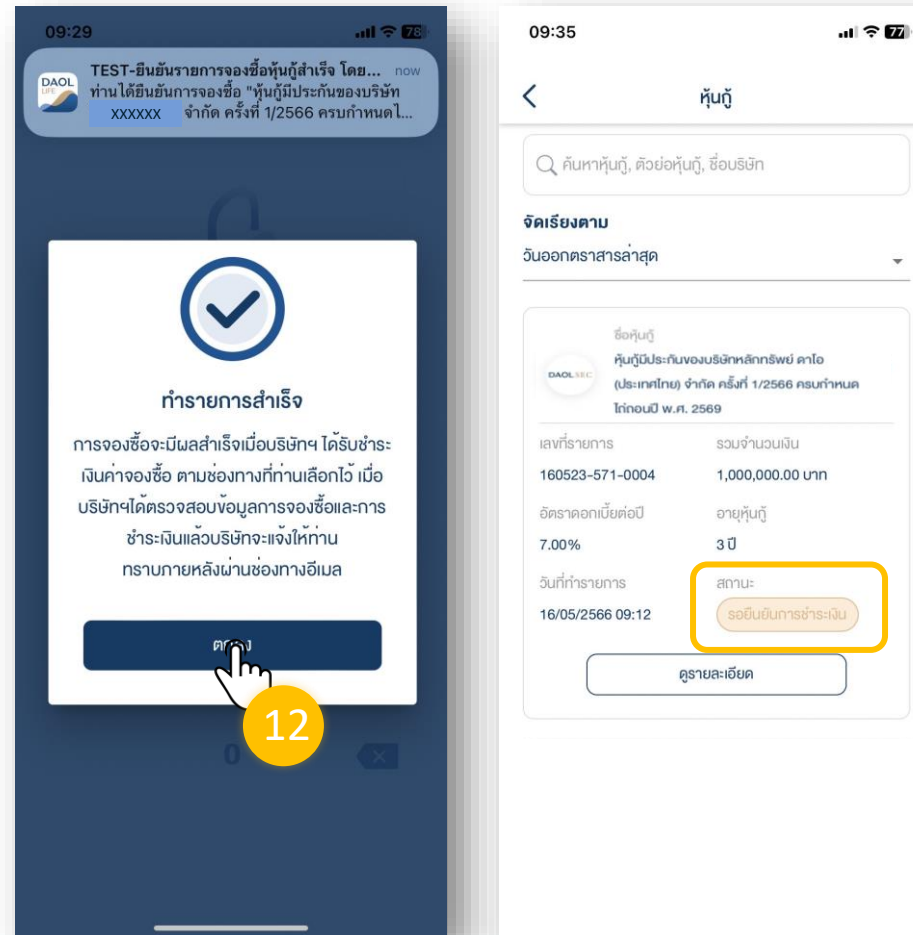 09:29
78
DAOL
LIFE
TEST-ยืนยันรายการจองซื้อหุ้นกู้สำเร็จ โดย... now
ท่านได้ยืนยันการจองซื้อ "หุ้นกู้มีประกันของบริษัท
xxxxxx จำกัด ครั้งที่ 1/2566 ครบกำหนดไ...
ทำรายการสำเร็จ
การจองซื้อจะมีผลสำเร็จเมื่อบริษัทฯ ได้รับชำระ
เงินค่าจองซื้อ ตามช่องทางที่ท่านเลือกไว้ เมื่อ
บริษัทฯได้ตรวจสอบข้อมูลการจองซื้อและการ
ชำระเงินแล้วบริษัทจะแจ้งให้ท่าน
ทราบภายหลังผ่านช่องทางอีเมล
ตกลง
12
0
09:35
77
หุ้นกู้
ค้นหาหุ้นกู้, ตัวย่อหุ้นกู้, ชื่อบริษัท
จัดเรียงตาม
วันออกตราสารล่าสุด
ชื่อหุ้นกู้
DAOL SEC
หุ้นกู้มีประกันของบริษัทหลักทรัพย์ ดาโอ
(ประเทศไทย) จำกัด ครั้งที่ 1/2566 ครบกำหนด
ไถ่ถอนปี พ.ศ. 2569
เลขที่รายการ รวมจำนวนเงิน
160523-571-0004 1,000,000.00 บาท
อัตราดอกเบี้ยต่อปี อายุหุ้นกู้
7.00% 3 ปี
วันที่ทำรายการ สถานะ
16/05/2566 09:12 รอยืนยันการชำระเงิน
ดูรายละเอียด